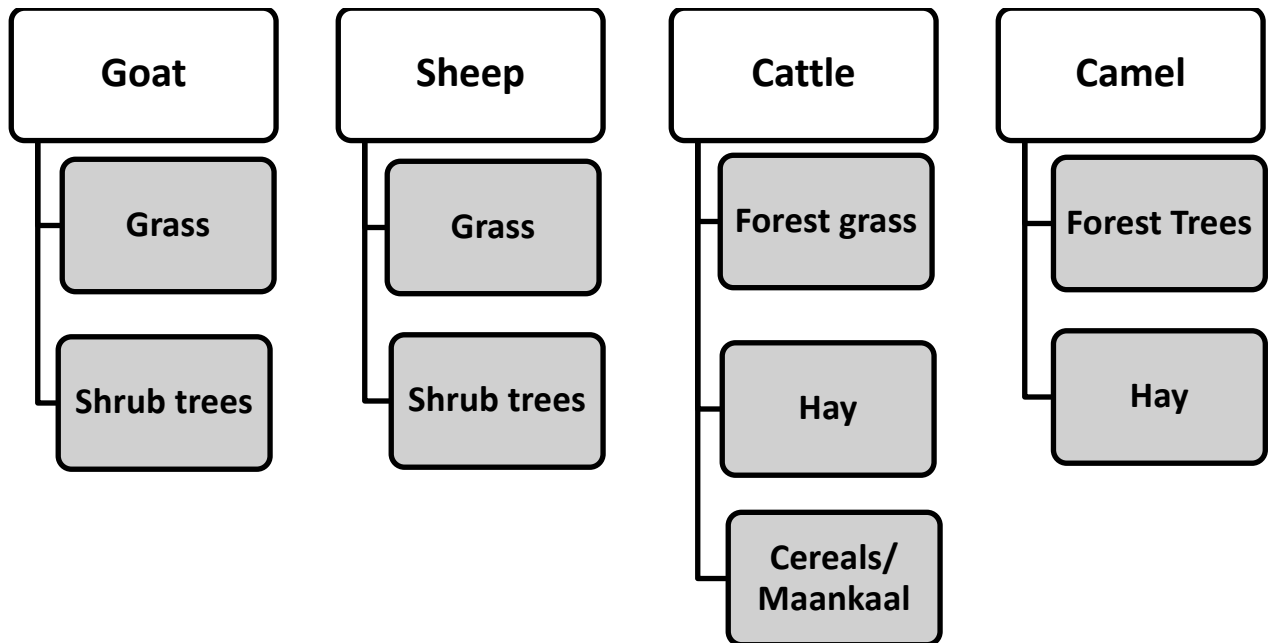 Goat
Grass
Shrub trees
Sheep
Grass
Shrub trees
Cattle
Forest grass
Hay
Cereals/
Maankaal
Camel
Forest Trees
Hay